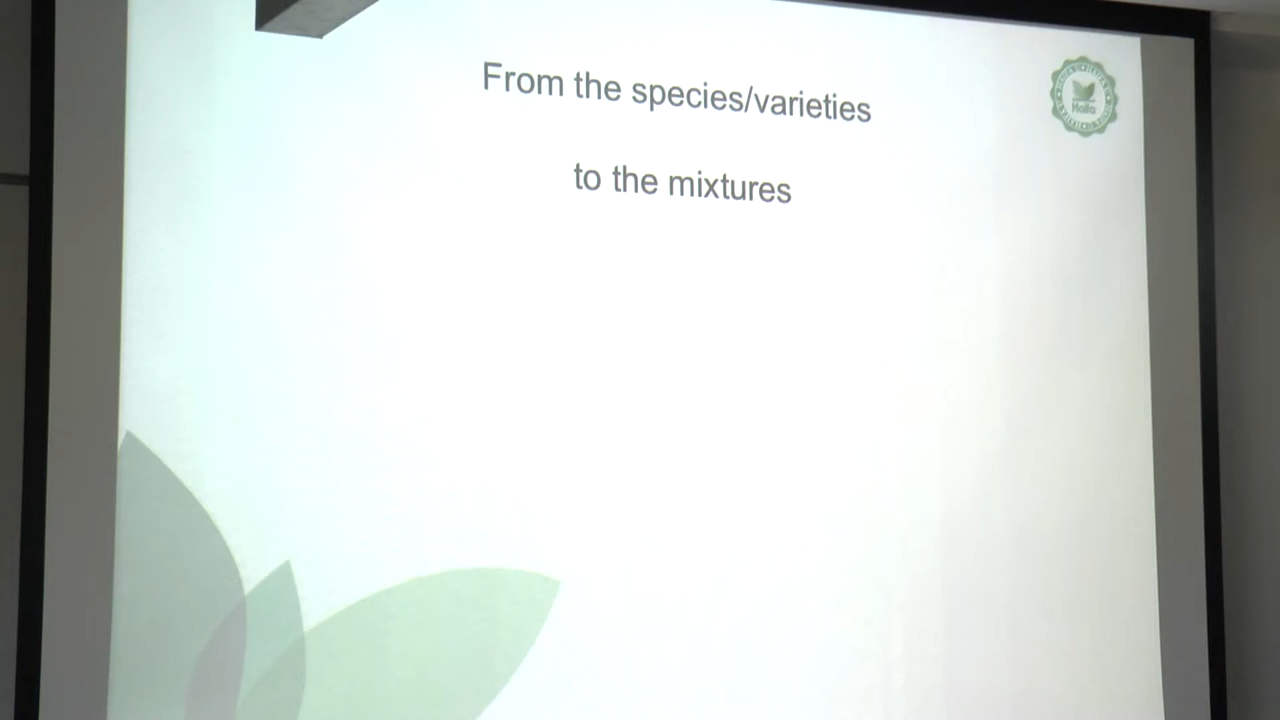 From the species/varieties
to the mixtures